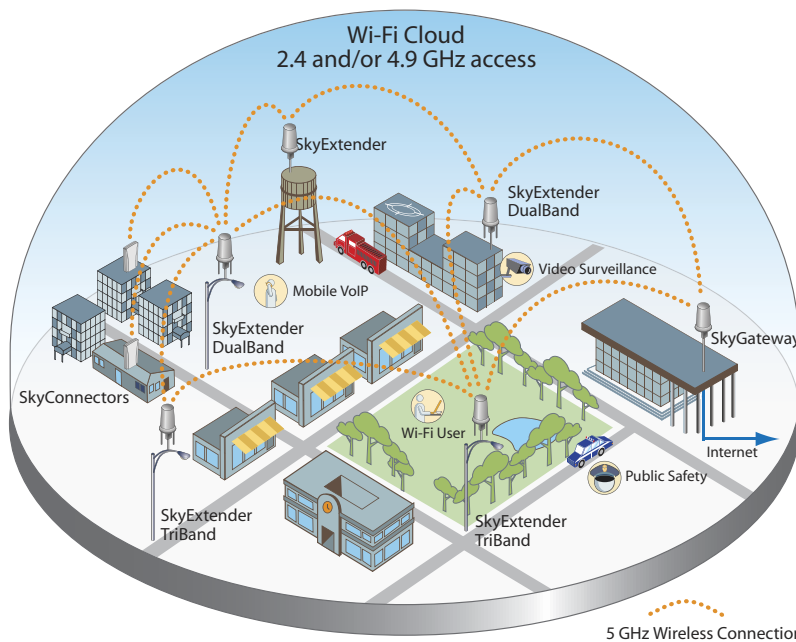 Wi-Fi Cloud
2.4 and/or 4.9 GHz access
SkyExtender
SkyExtender
DualBand
Video Surveillance
Mobile VoIP
SkyExtender
DualBand
SkyGateway
SkyConnectors
Wi-Fi User
Internet
Public Safety
SkyExtender
TriBand
SkyExtender
TriBand
5 GHz Wireless Connection